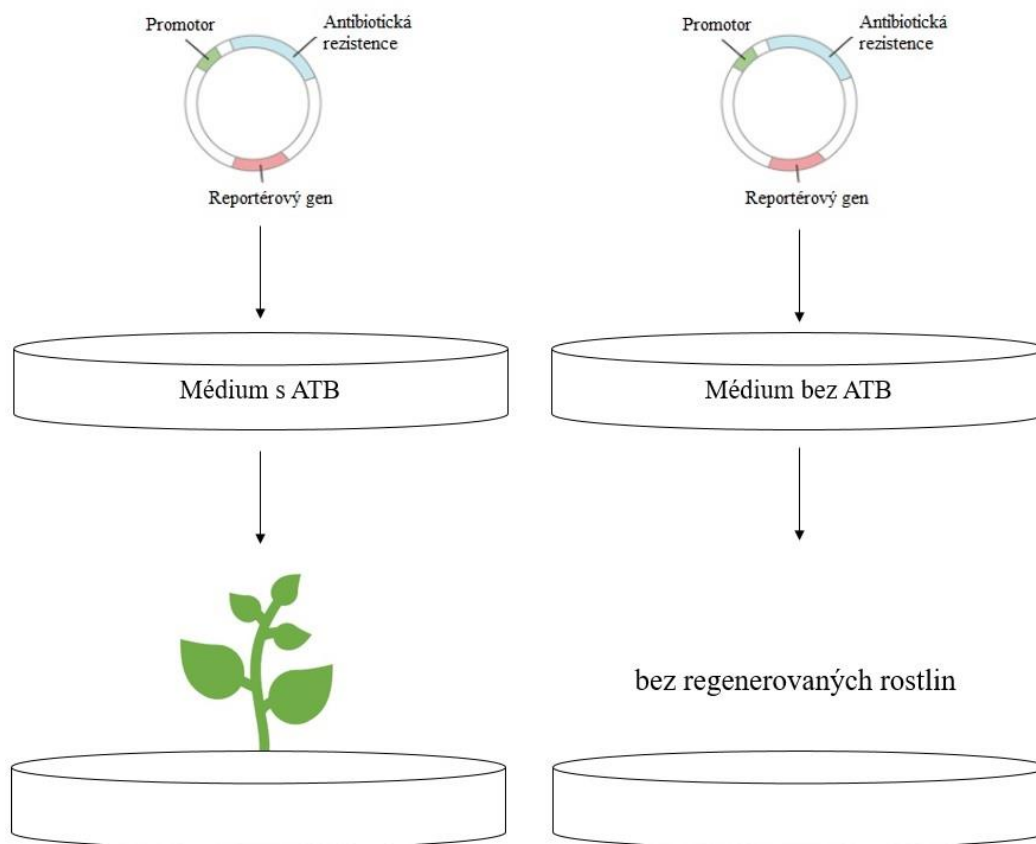 Promotor
Antibiotická
rezistence
Reportérový gen
Promotor
Antibiotická
rezistence
Reportérový gen
Médium s ATB
Médium bez ATB
bez regenerovaných rostlin